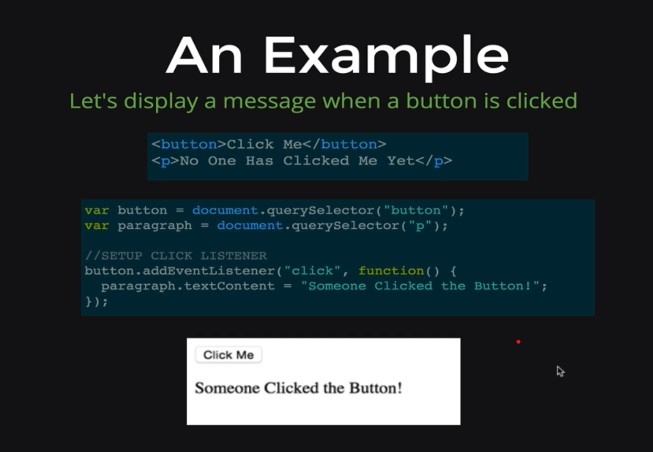 An Example
Let's display a message when a button is clicked
<button>Click Me</button>
<p>No One Has Clicked Me Yet</p>
var button = document.querySelector("button");
var paragraph = document.querySelector("p");
//SETUP CLICK LISTENER
button.addEventListener("click", function() {
  paragraph.textContent = "Someone Clicked the Button!";
});
Click Me
Someone Clicked the Button!